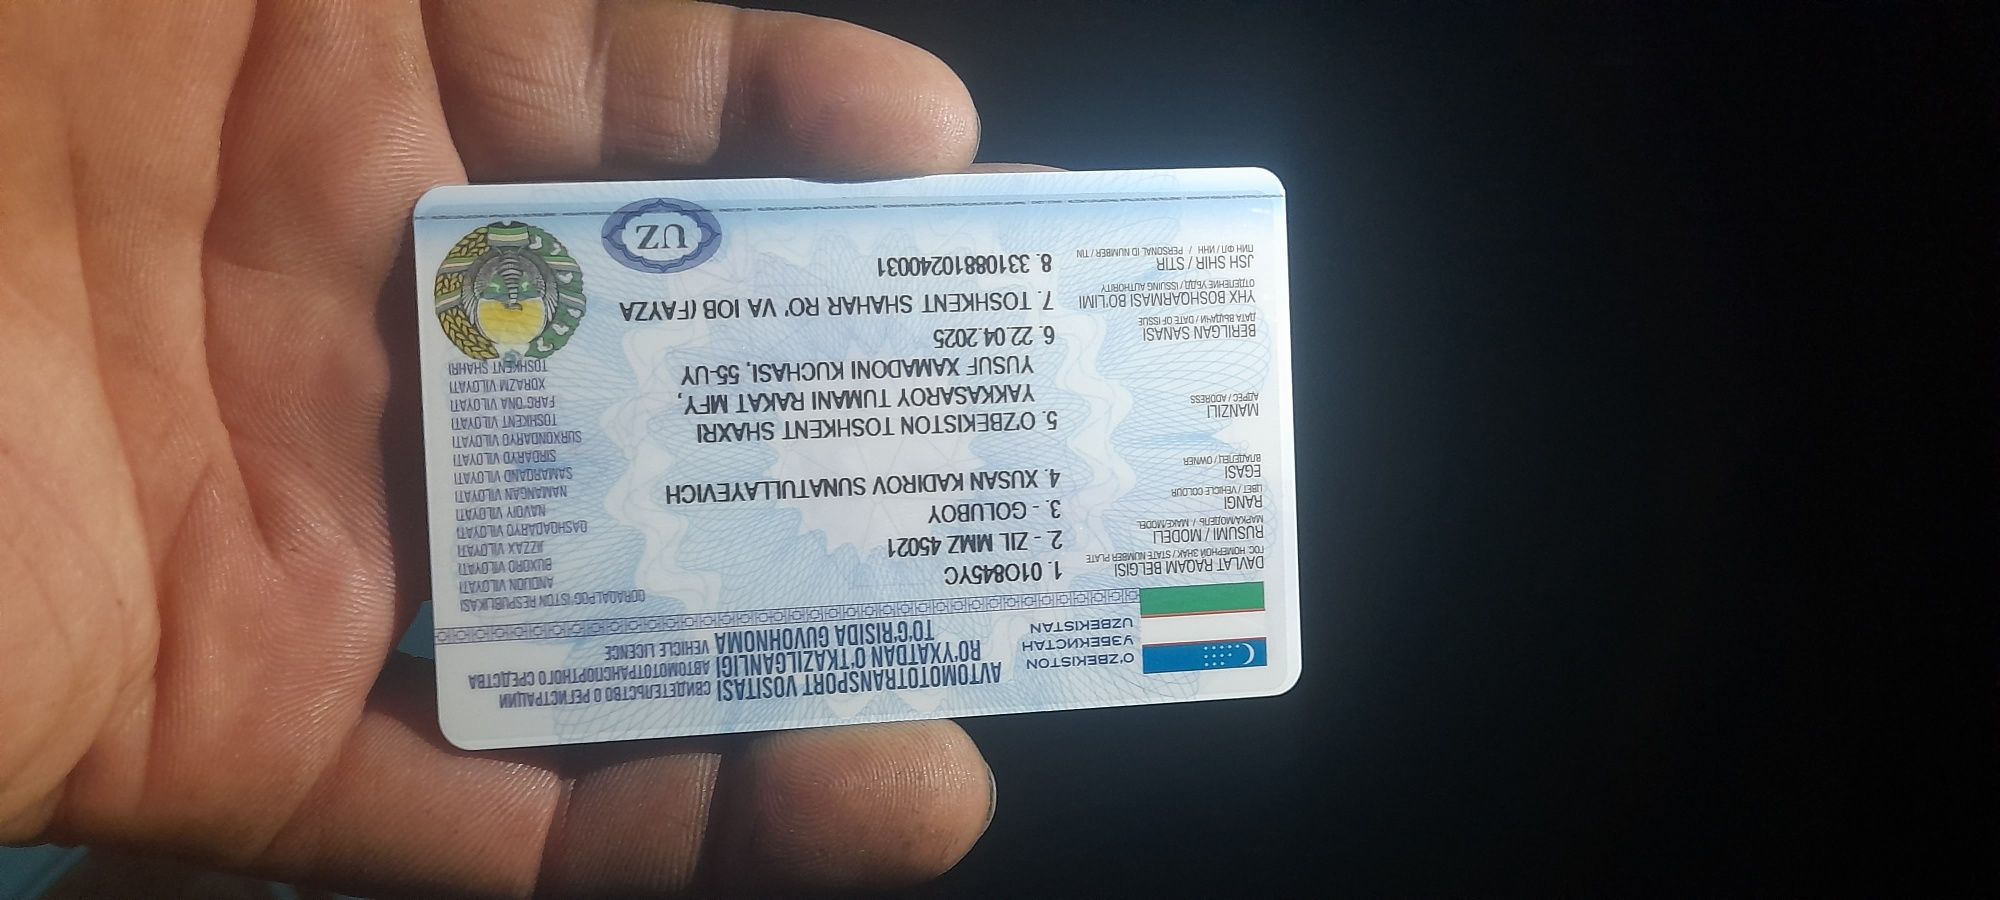 O'ZBEKISTON
УЗБЕКИСТАН
UZBEKISTAN
AVTOMOTOTRANSPORT VOSITASI
RO'YXATDAN O'TKAZILGANLIGI
TO'G'RISIDA GUVOHNOMA
СВИДЕТЕЛЬСТВО О РЕГИСТРАЦИИ
АВТОМОТОТРАНСПОРТНОГО СРЕДСТВА
VEHICLE LICENCE
DAVLAT RAQAM BELGISI
ГОС. НОМЕРНОЙ ЗНАК / STATE NUMBER PLATE
1. 01O845YC
RUSUMI / MODELI
МАРКА/МОДЕЛЬ / MAKE/MODEL
2 - ZIL MMZ 45021
RANGI
ЦВЕТ / VEHICLE COLOUR
3. - GOLUBOY
EGASI
ВЛАДЕЛЕЦ / OWNER
4. XUSAN KADIROV SUNATULLAYEVICH
MANZILI
АДРЕС / ADDRESS
5. O'ZBEKISTON TOSHKENT SHAXRI
YAKKASAROY TUMANI RAKAT MFY,
YUSUF XAMADONI KUCHASI, 55-UY
BERILGAN SANASI
ДАТА ВЫДАЧИ / DATE OF ISSUE
6. 22.04.2025
YHX BOSHQARMASI BO'LIMI
ОТДЕЛЕНИЕ УБДД / ISSUING AUTHORITY
7. TOSHKENT SHAHAR RO' VA IOB (FAYZA
JSH SHIR / STIR
ПИН ФЛ / ИНН / PERSONAL ID NUMBER / TIN
8. 33108810240031
QORAQALPOG'ISTON RESPUBLIKASI
ANDIJON VILOYATI
BUXORO VILOYATI
JIZZAX VILOYATI
QASHQADARYO VILOYATI
NAVOIY VILOYATI
NAMANGAN VILOYATI
SAMARQAND VILOYATI
SIRDARYO VILOYATI
SURXONDARYO VILOYATI
TOSHKENT VILOYATI
FARG'ONA VILOYATI
XORAZM VILOYATI
TOSHKENT SHAHRI
UZ